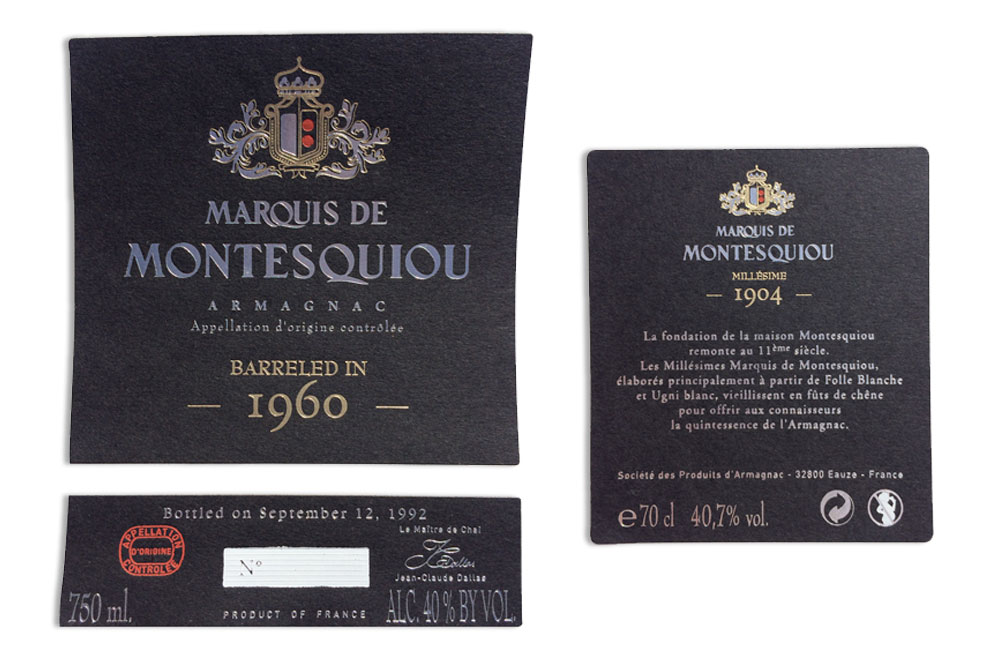 MARQUIS DE
MONTESQUIOU
ARMAGNAC
Appellation d'origine contrôlée
BARRELED IN
— 1960 —
Bottled on September 12, 1992
APPELLATION
D'ORIGINE
CONTROLÉE
Nº
Le Maître de Chai
Jean-Claude Dallas
750 ml.
PRODUCT OF FRANCE
ALC. 40 % BY VOL.
MARQUIS DE
MONTESQUIOU
MILLÉSIME
— 1904 —
La fondation de la maison Montesquiou
remonte au 11ème siècle.
Les Millésimes Marquis de Montesquiou,
élaborés principalement à partir de Folle Blanche
et Ugni blanc, vieillissent en fûts de chêne
pour offrir aux connaisseurs
la quintessence de l'Armagnac.
Société des Produits d'Armagnac - 32800 Eauze - France
e 70 cl 40,7% vol.